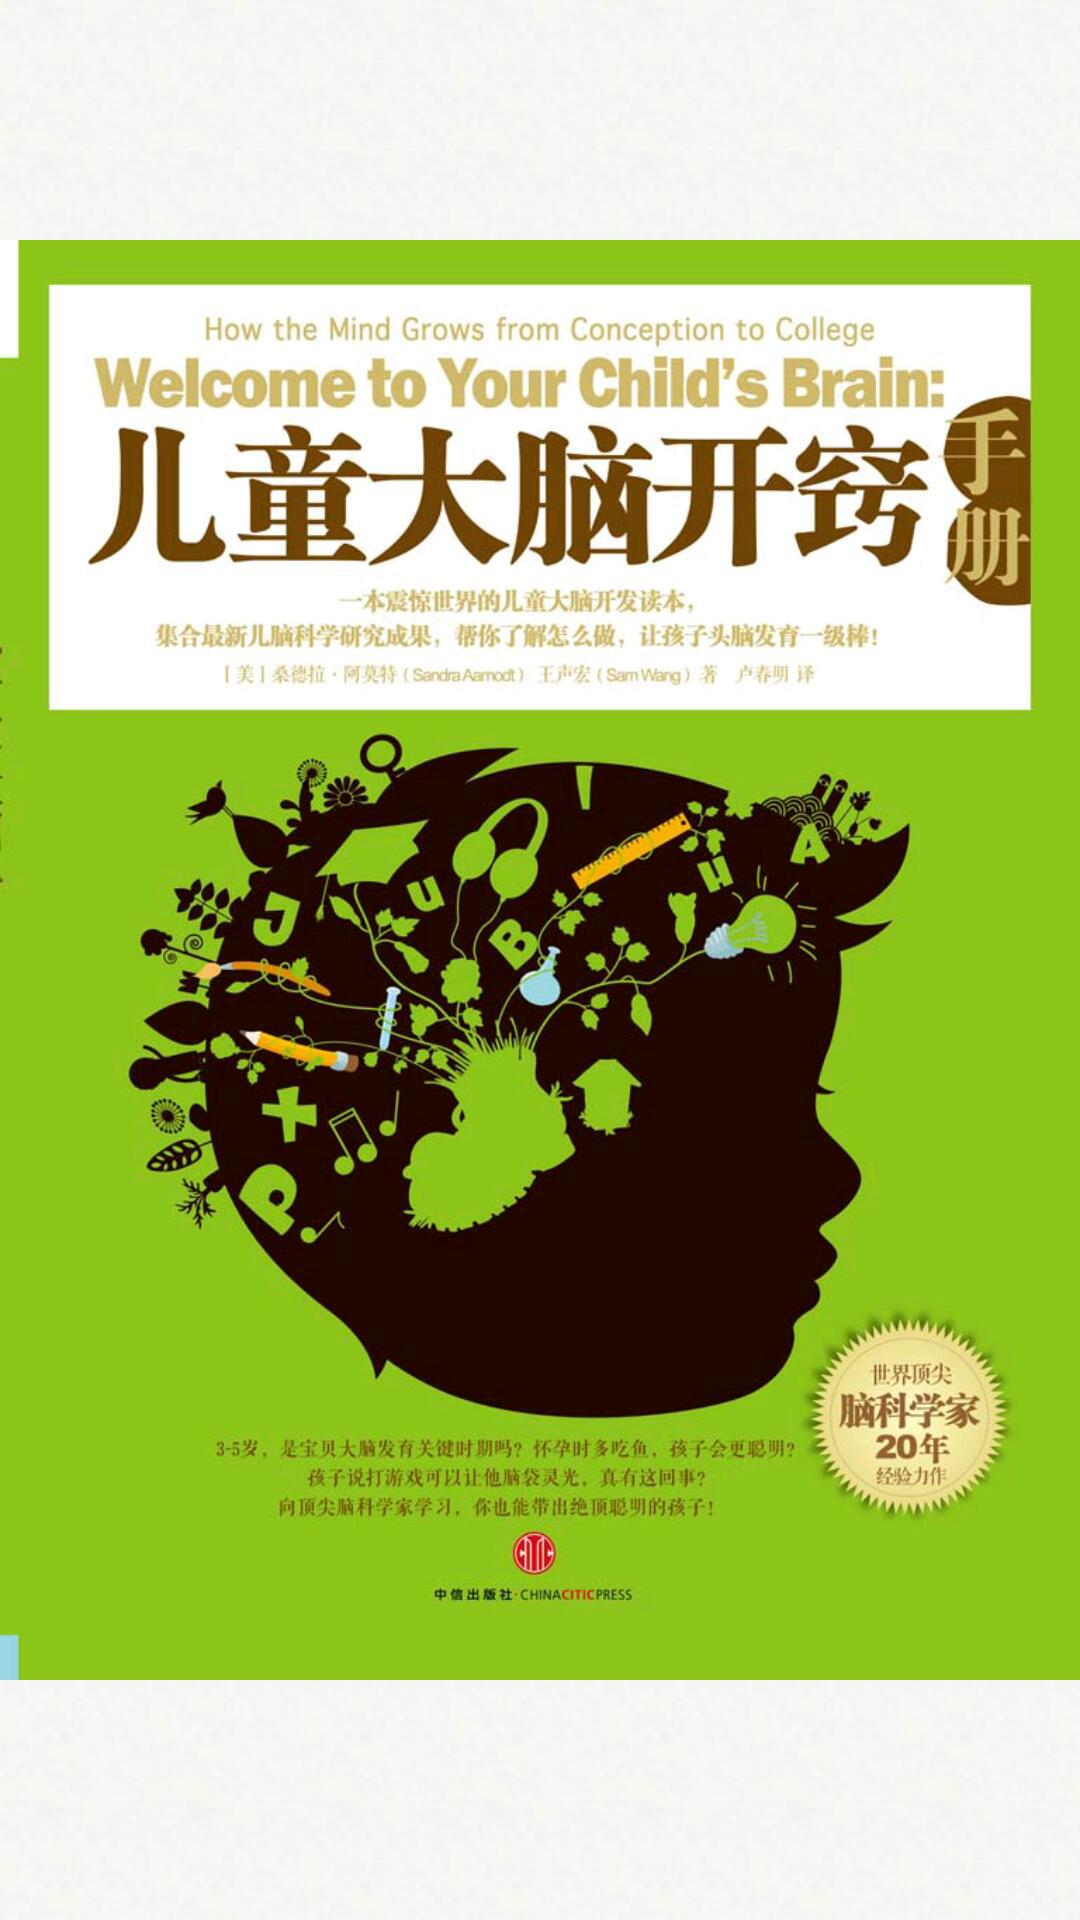 How the Mind Grows from Conception to College
Welcome to Your Child's Brain:
儿童大脑开窍
手册
一本震惊世界的儿童大脑开发读本，
集合最新儿脑科学研究成果，帮你了解怎么做，让孩子头脑发育一级棒！
［美］桑德拉·阿莫特（Sandra Aamodt） 王声宏（Sam Wang）著 卢春明 译
J
U
B
H
A
P
世界顶尖
脑科学家
20年
经验力作
3-5岁，是宝贝大脑发育关键时期吗？怀孕时多吃鱼，孩子会更聪明？
孩子说打游戏可以让他脑袋灵光，真有这回事？
向顶尖脑科学家学习，你也能带出绝顶聪明的孩子！
中信出版社·CHINACITICPRESS